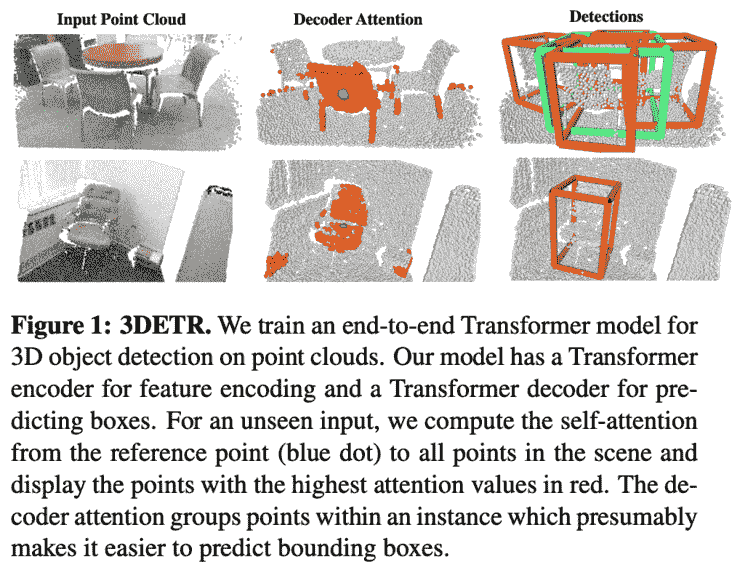 Input Point Cloud
Decoder Attention
Detections
Figure 1: 3DETR. We train an end-to-end Transformer model for
3D object detection on point clouds. Our model has a Transformer
encoder for feature encoding and a Transformer decoder for pre-
dicting boxes. For an unseen input, we compute the self-attention
from the reference point (blue dot) to all points in the scene and
display the points with the highest attention values in red. The de-
coder attention groups points within an instance which presumably
makes it easier to predict bounding boxes.